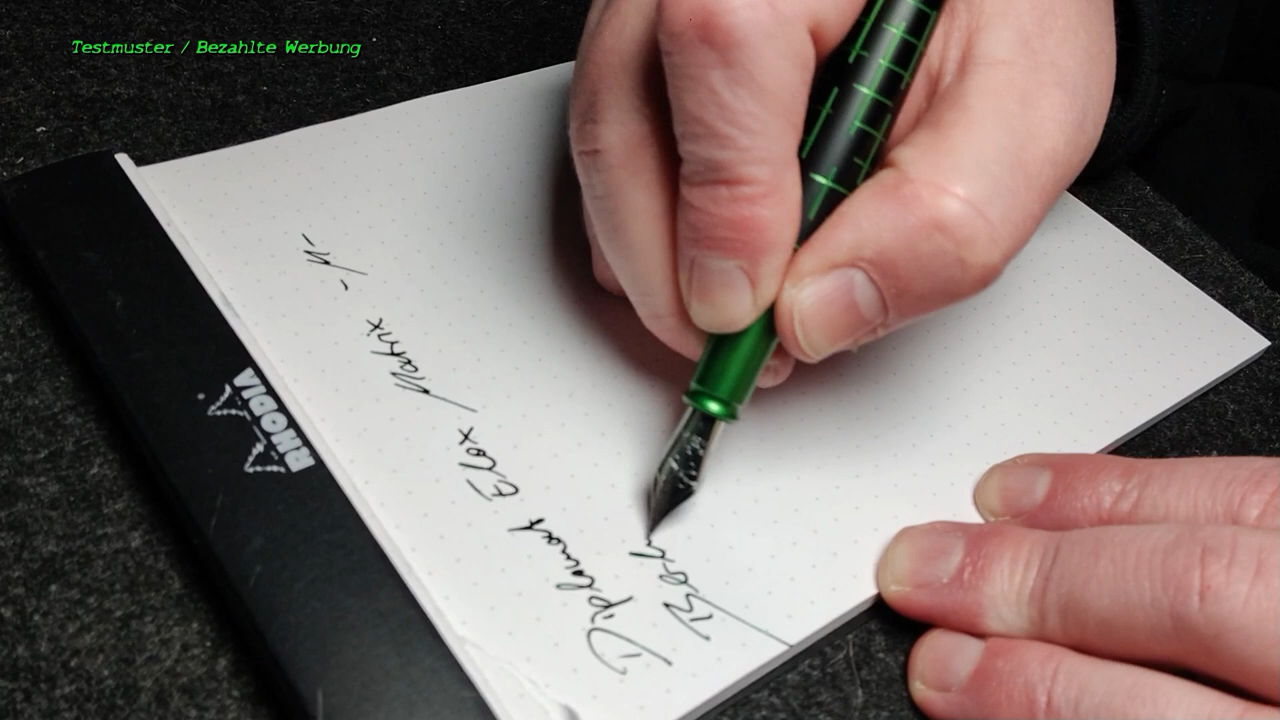 Testmuster / Bezahlte Werbung
RHODIA
Diplomat Elox Matrix - M -